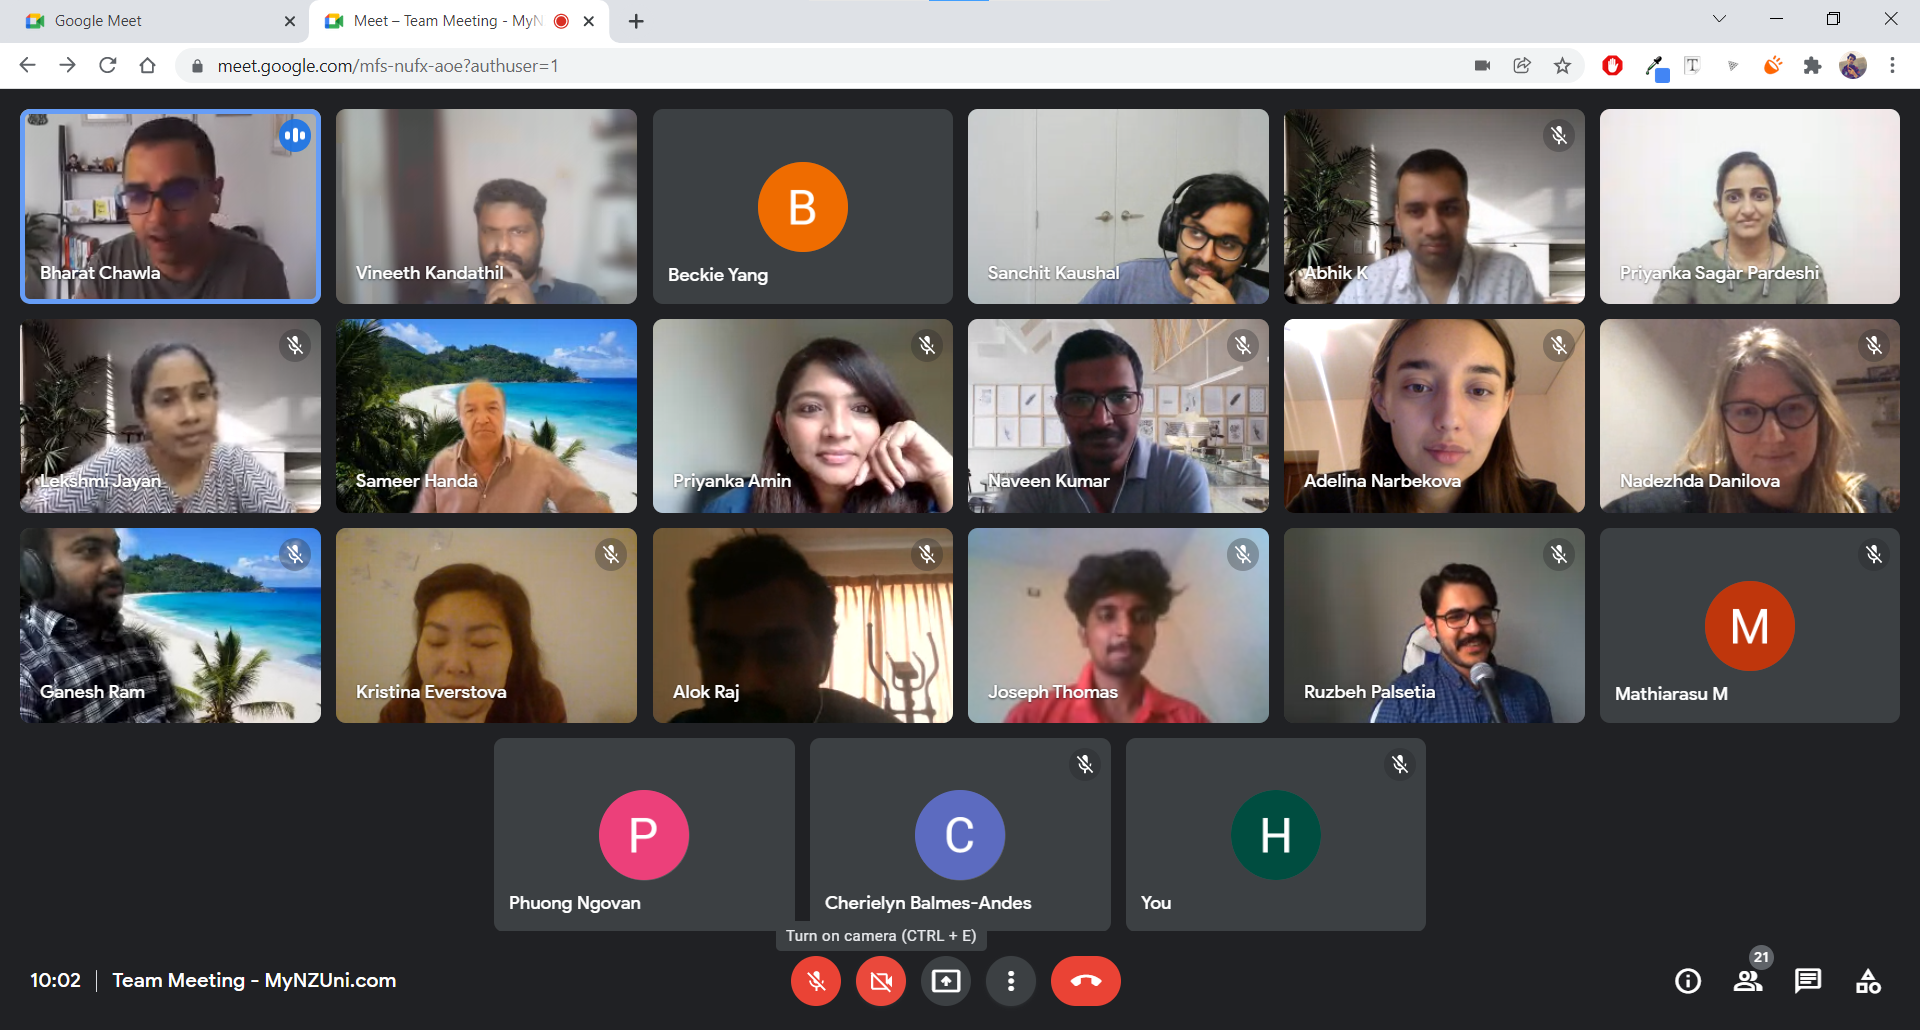 Google Meet
Meet – Team Meeting - MyN
meet.google.com/mfs-nufx-aoe?authuser=1
Bharat Chawla
Vineeth Kandathil
B
Beckie Yang
Sanchit Kaushal
Abhik K
Priyanka Sagar Pardeshi
Lekshmi Jayan
Sameer Handa
Priyanka Amin
Naveen Kumar
Adelina Narbekova
Nadezhda Danilova
Ganesh Ram
Kristina Everstova
Alok Raj
Joseph Thomas
Ruzbeh Palsetia
M
Mathiarasu M
P
Phuong Ngovan
C
Cherielyn Balmes-Andes
H
You
Turn on camera (CTRL + E)
10:02
Team Meeting - MyNZUni.com
21